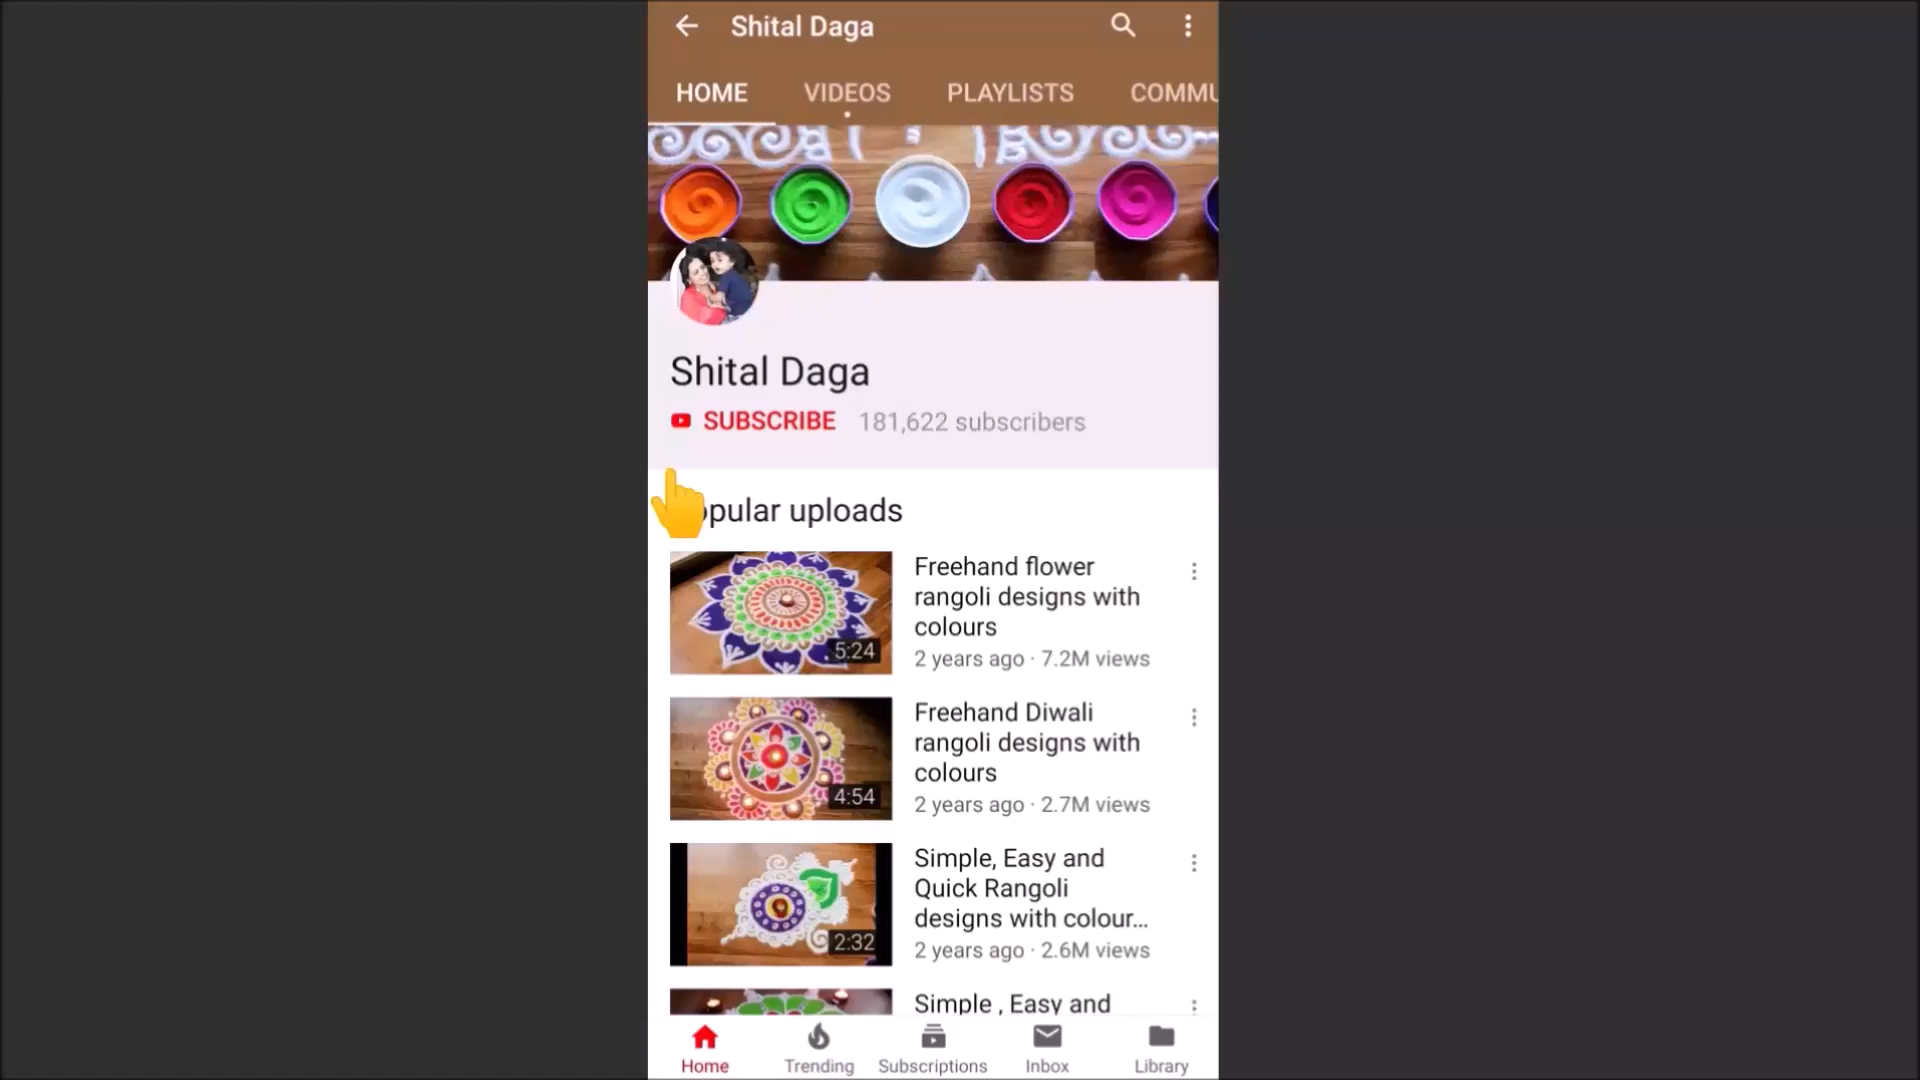 Shital Daga
HOME VIDEOS PLAYLISTS COMMU
Shital Daga
SUBSCRIBE 181,622 subscribers
opular uploads
Freehand flower
rangoli designs with
colours
2 years ago · 7.2M views
5:24
Freehand Diwali
rangoli designs with
colours
2 years ago · 2.7M views
4:54
Simple, Easy and
Quick Rangoli
designs with colour...
2 years ago · 2.6M views
2:32
Simple , Easy and
Home Trending Subscriptions Inbox Library